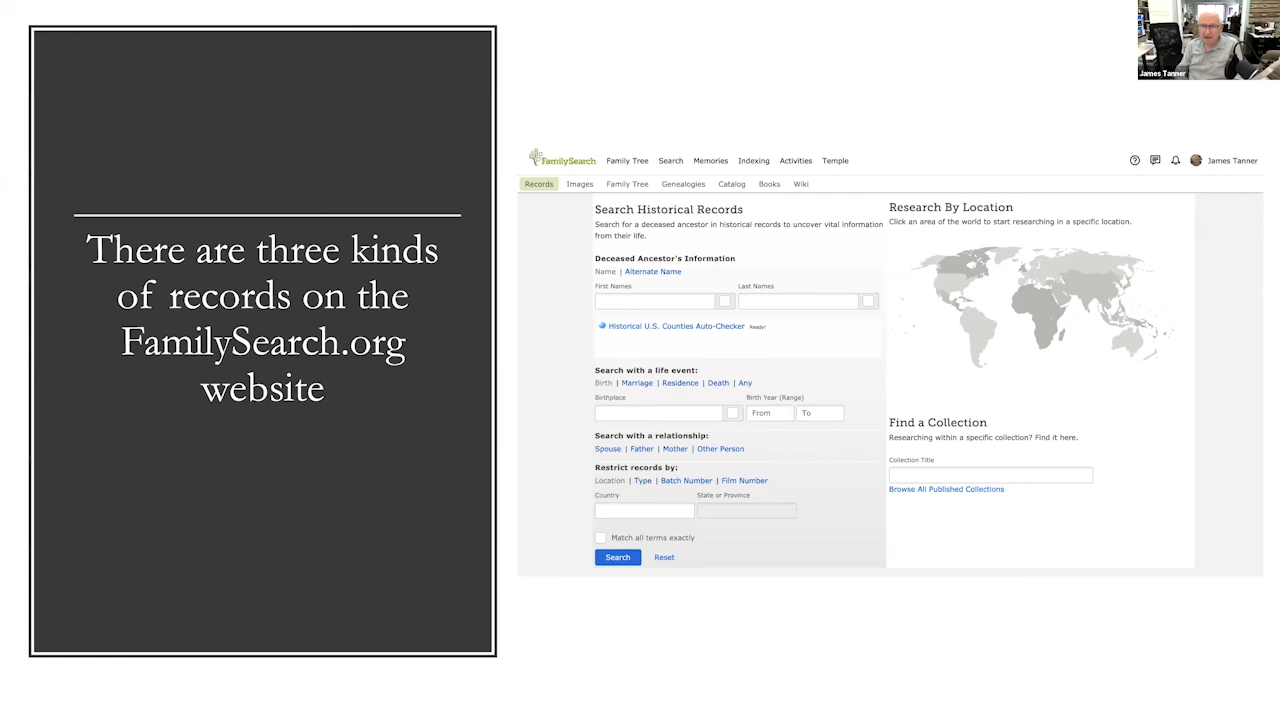 There are three kinds
of records on the
FamilySearch.org
website
James Tanner
FamilySearch Family Tree Search Memories Indexing Activities Temple
James Tanner
Records Images Family Tree Genealogies Catalog Books Wiki
Search Historical Records
Search for a deceased ancestor in historical records to uncover vital information
from their life.
Deceased Ancestor's Information
Name | Alternate Name
First Names Last Names
Historical U.S. Counties Auto-Checker Ready!
Search with a life event:
Birth | Marriage | Residence | Death | Any
Birthplace Birth Year (Range)
From To
Search with a relationship:
Spouse | Father | Mother | Other Person
Restrict records by:
Location | Type | Batch Number | Film Number
Country State or Province
Match all terms exactly
Search Reset
Research By Location
Click an area of the world to start researching in a specific location.
Find a Collection
Researching within a specific collection? Find it here.
Collection Title
Browse All Published Collections